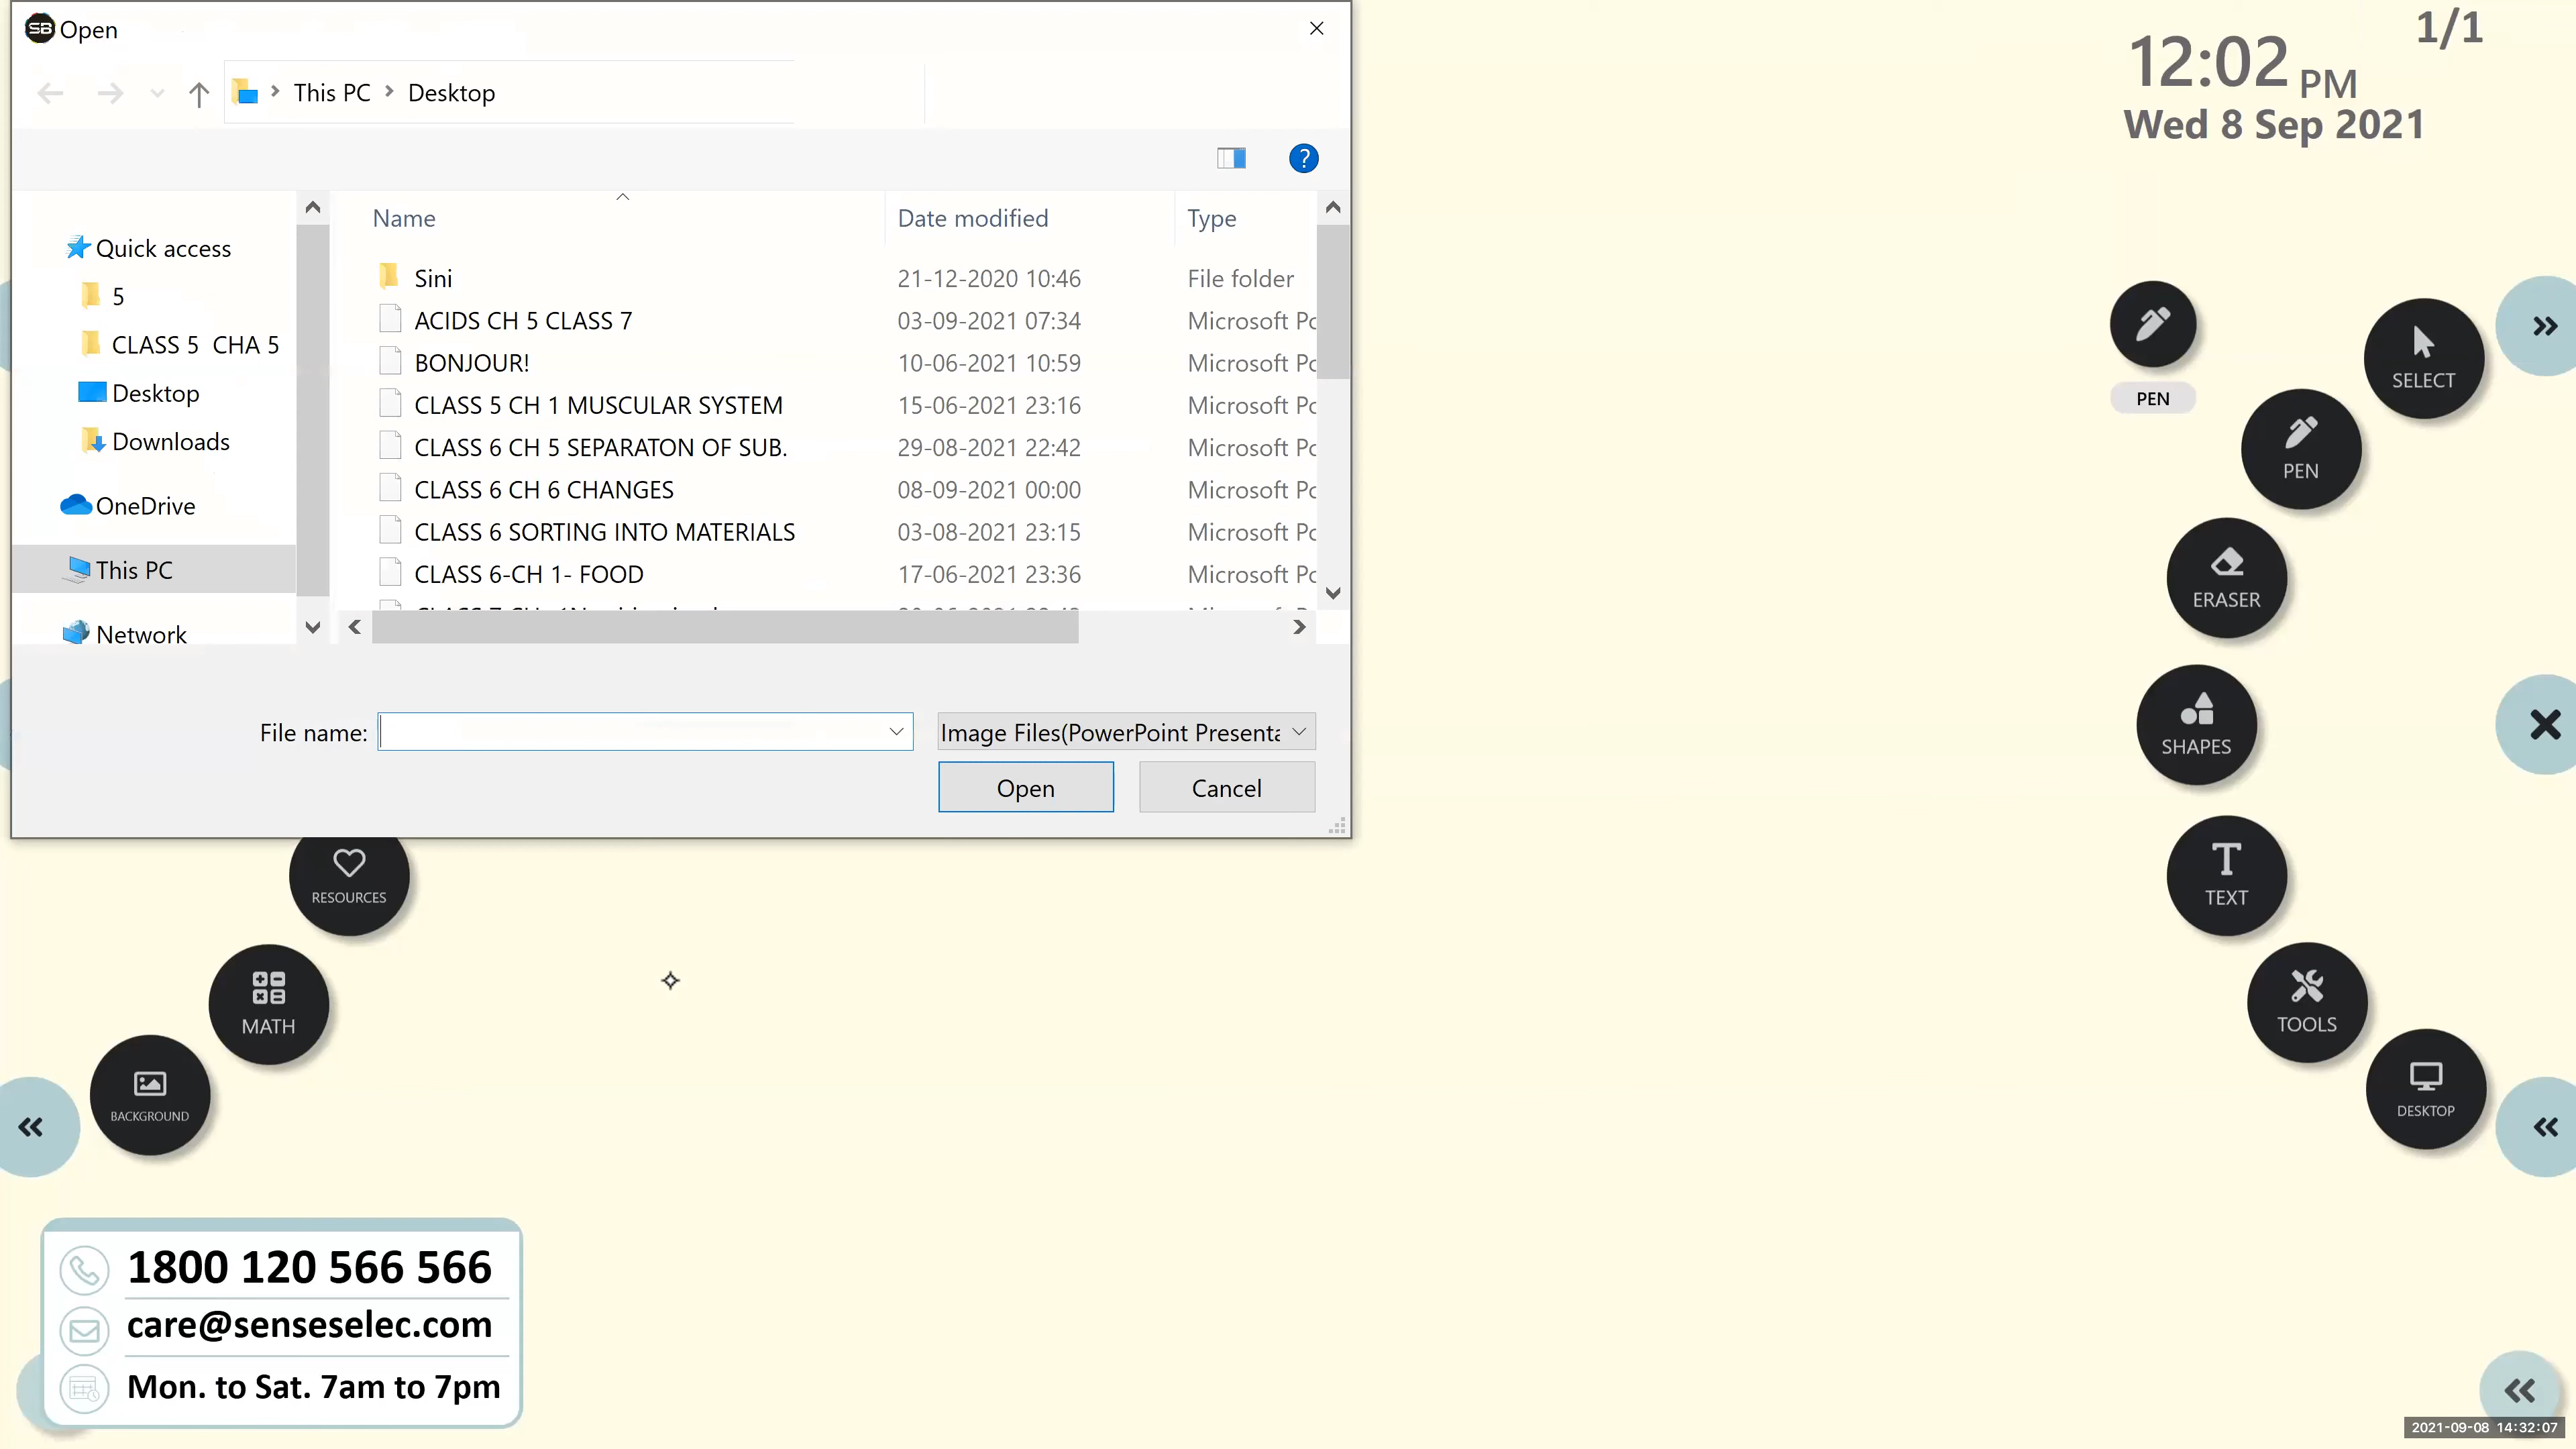 SB Open
1/1
12:02 PM
Wed 8 Sep 2021
This PC Desktop
Name Date modified Type
Quick access
5
CLASS 5 CHA 5
Desktop
Downloads
OneDrive
This PC
Network
Sini 21-12-2020 10:46 File folder
ACIDS CH 5 CLASS 7 03-09-2021 07:34 Microsoft Pc
BONJOUR! 10-06-2021 10:59 Microsoft Pc
CLASS 5 CH 1 MUSCULAR SYSTEM 15-06-2021 23:16 Microsoft Pc
CLASS 6 CH 5 SEPARATON OF SUB. 29-08-2021 22:42 Microsoft Pc
CLASS 6 CH 6 CHANGES 08-09-2021 00:00 Microsoft Pc
CLASS 6 SORTING INTO MATERIALS 03-08-2021 23:15 Microsoft Pc
CLASS 6-CH 1- FOOD 17-06-2021 23:36 Microsoft Pc
File name: Image Files(PowerPoint Presenta
Open Cancel
PEN
SELECT
PEN
ERASER
SHAPES
TEXT
TOOLS
DESKTOP
RESOURCES
MATH
BACKGROUND
1800 120 566 566
care@senseselec.com
Mon. to Sat. 7am to 7pm
2021-09-08 14:32:07